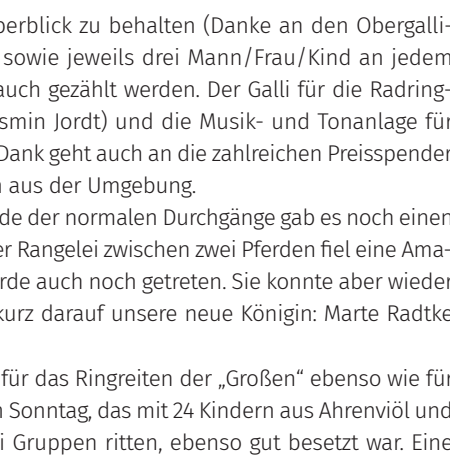 berblick zu behalten (Danke an den Obergalli-
sowie jeweils drei Mann/Frau/Kind an jedem
auch gezählt werden. Der Galli für die Radring-
smin Jordt) und die Musik- und Tonanlage für
Dank geht auch an die zahlreichen Preisspender
aus der Umgebung.
de der normalen Durchgänge gab es noch einen
er Rangelei zwischen zwei Pferden fiel eine Ama-
rde auch noch getreten. Sie konnte aber wieder
kurz darauf unsere neue Königin: Marte Radtke
für das Ringreiten der „Großen“ ebenso wie für
n Sonntag, das mit 24 Kindern aus Ahrenviöl und
i Gruppen ritten, ebenso gut besetzt war. Eine